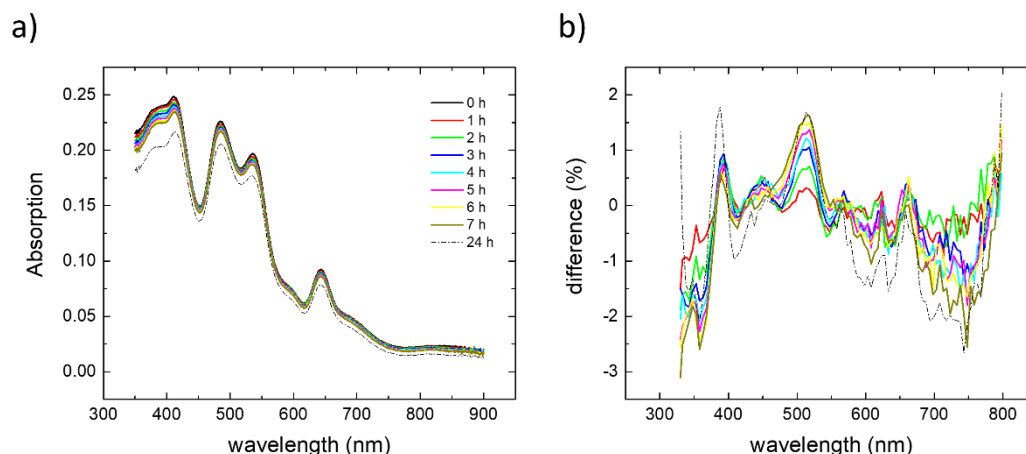 a)
Absorption
0.25
0.20
0.15
0.10
0.05
0.00
0 h
1 h
2 h
3 h
4 h
5 h
6 h
7 h
24 h
300 400 500 600 700 800 900
wavelength (nm)
b)
difference (%)
2
1
0
-1
-2
-3
300 400 500 600 700 800
wavelength (nm)